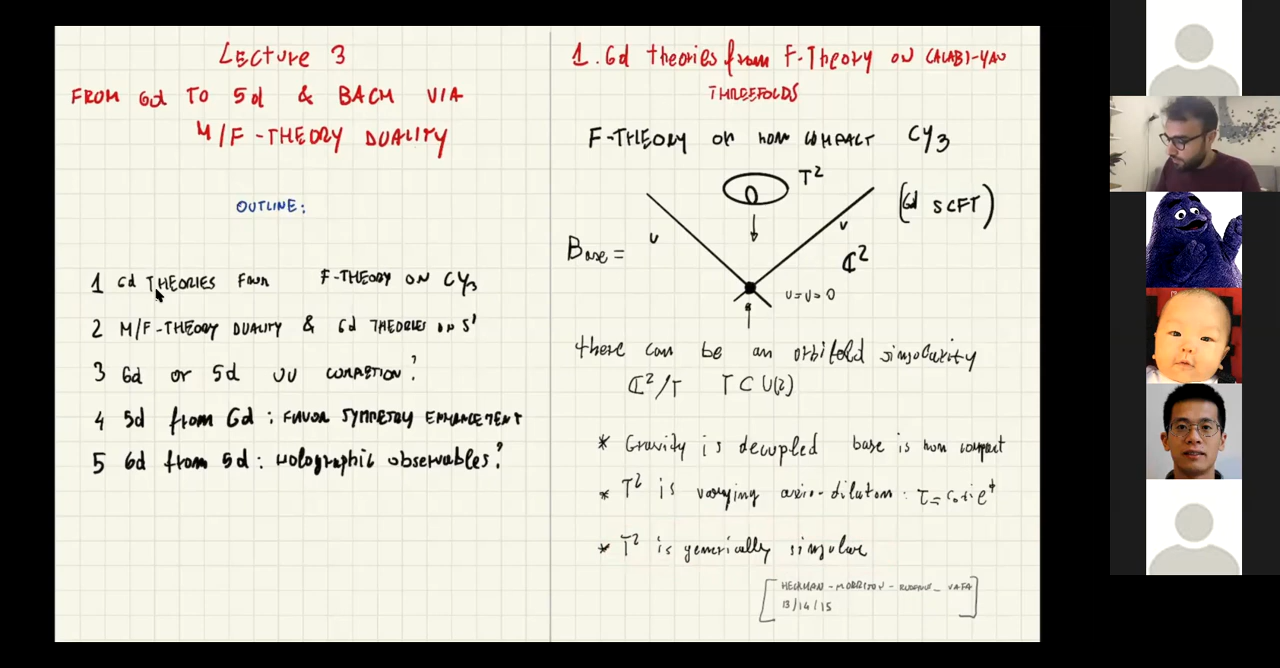 Lecture 3
FROM 6d TO 5d & BACH VIA
M/F-THEORY DUALITY
OUTLINE:
1 6d THEORIES FROM F-THEORY ON CY3
2 M/F-THEORY DUALITY & 6d THEORIES ON S¹
3 6d or 5d UV COMPLETION?
4 5d from 6d: FLAVOR SYMMETRY ENHANCEMENT
5 6d from 5d: Holographic observables?
1. 6d theories from F-Theory ON CALABI-YAU
THREEFOLDS
F-THEORY on NON COMPACT CY3
T²
(6d SCFT)
Base =
u
v
ℂ²
u=v=0
there can be an orbifold singularity
ℂ²/Γ Γ ⊂ U(2)
* Gravity is decupled base is non compact
* T² is varying axio-dilaton: τ=
* T² is generically singular
[HECKMAN-MORRISON-RUDELIUS-VAFA
13/14/15]